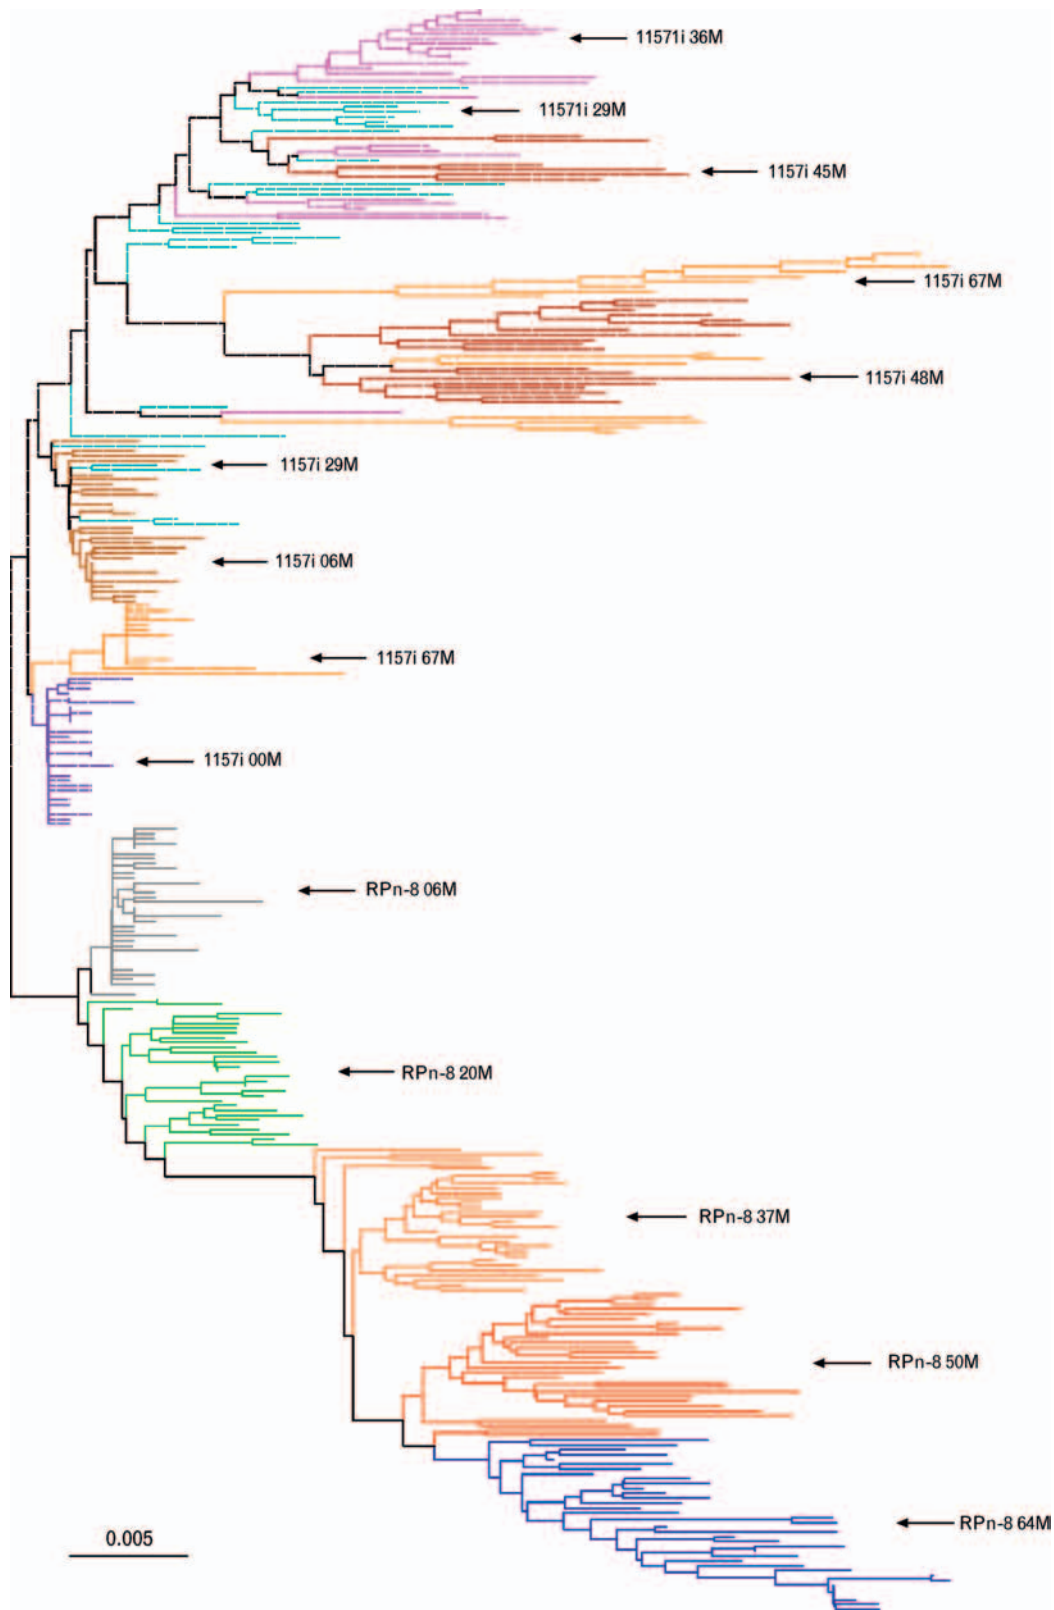 11571i 36M
11571i 29M
1157i 45M
1157i 67M
1157i 48M
1157i 29M
1157i 06M
1157i 67M
1157i 00M
RPn-8 06M
RPn-8 20M
RPn-8 37M
RPn-8 50M
RPn-8 64M
0.005